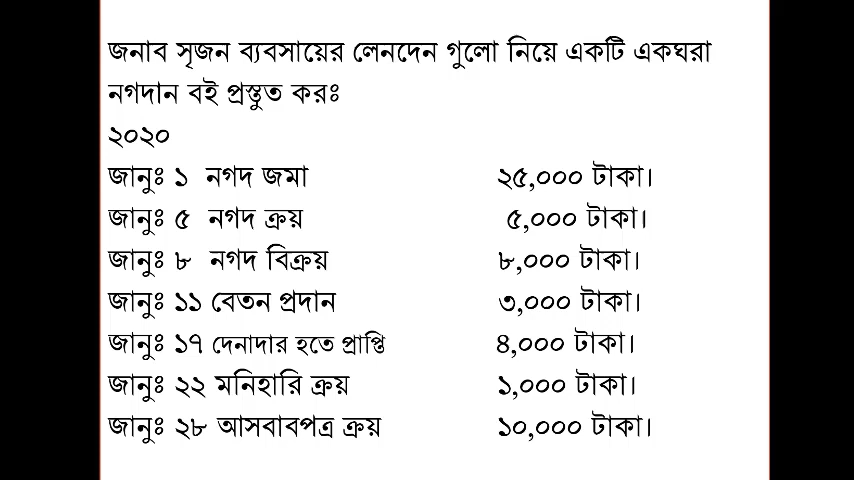 জনাব সৃজন ব্যবসায়ের লেনদেন গুলো নিয়ে একটি একঘরা
নগদান বই প্রস্তুত করঃ
২০২০
জানুঃ ১ নগদ জমা ২৫,০০০ টাকা।
জানুঃ ৫ নগদ ক্রয় ৫,০০০ টাকা।
জানুঃ ৮ নগদ বিক্রয় ৮,০০০ টাকা।
জানুঃ ১১ বেতন প্রদান ৩,০০০ টাকা।
জানুঃ ১৭ দেনাদার হতে প্রাপ্তি ৪,০০০ টাকা।
জানুঃ ২২ মনিহারি ক্রয় ১,০০০ টাকা।
জানুঃ ২৮ আসবাবপত্র ক্রয় ১০,০০০ টাকা।